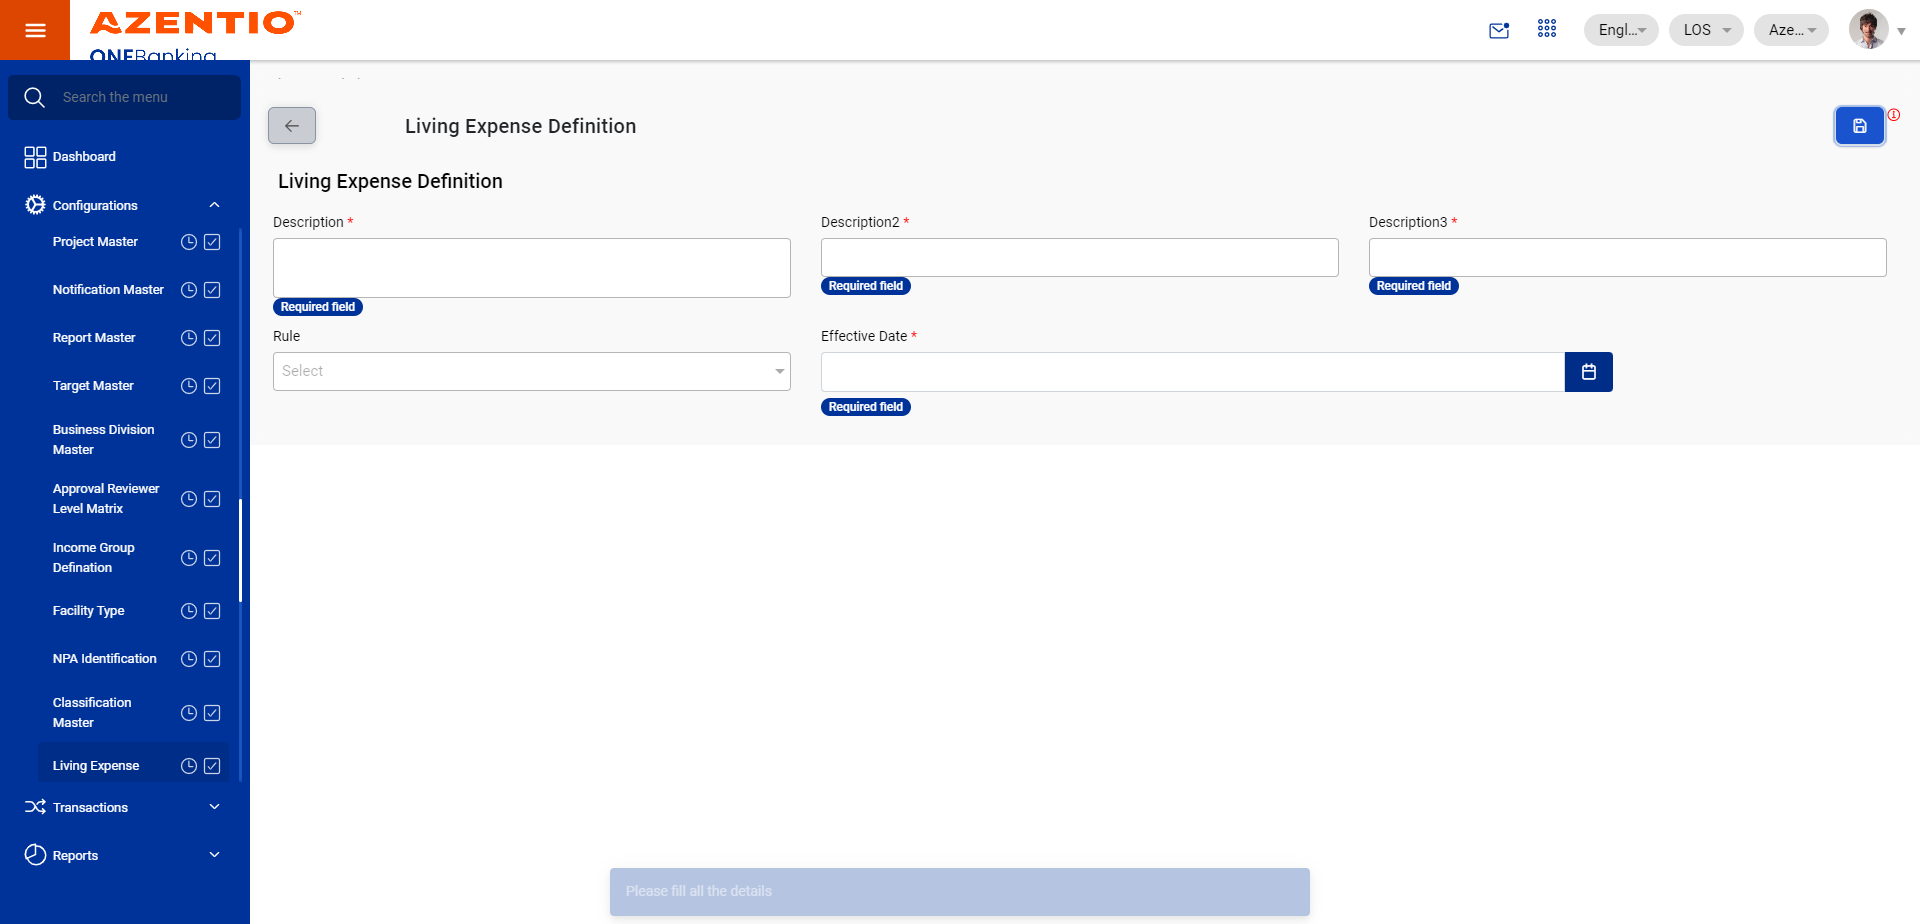 AZENTIO™
ONEBanking
Engl...
LOS
Aze...
Search the menu
Dashboard
Configurations
Project Master
Notification Master
Report Master
Target Master
Business Division
Master
Approval Reviewer
Level Matrix
Income Group
Defination
Facility Type
NPA Identification
Classification
Master
Living Expense
Transactions
Reports
Living Expense Definition
Living Expense Definition
Description *
Required field
Description2 *
Required field
Description3 *
Required field
Rule
Select
Effective Date *
Required field
Please fill all the details